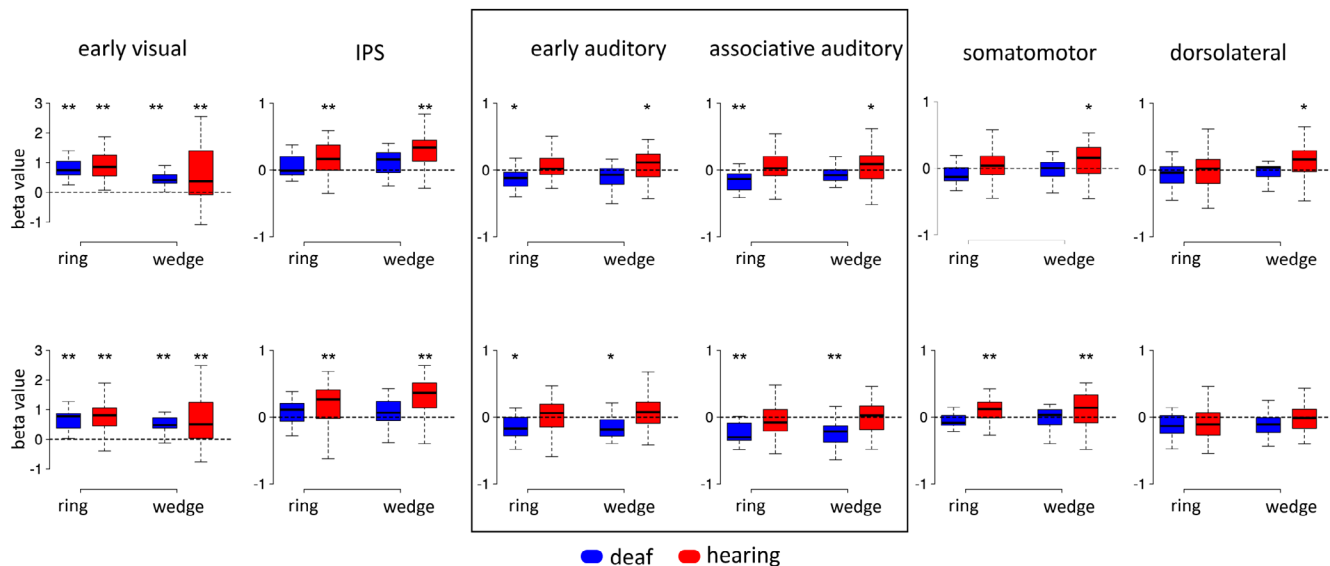 early visual IPS early auditory associative auditory somatomotor dorsolateral
** ** ** ** ** ** * * ** * * *
beta value
3 2 1 0 -1
1 0 -1
1 0 -1
1 0 -1
1 0 -1
1 0 -1
ring wedge ring wedge ring wedge ring wedge ring wedge ring wedge
** ** ** ** ** ** * * ** ** ** **
beta value
3 2 1 0 -1
1 0 -1
1 0 -1
1 0 -1
1 0 -1
1 0 -1
ring wedge ring wedge ring wedge ring wedge ring wedge ring wedge
deaf hearing